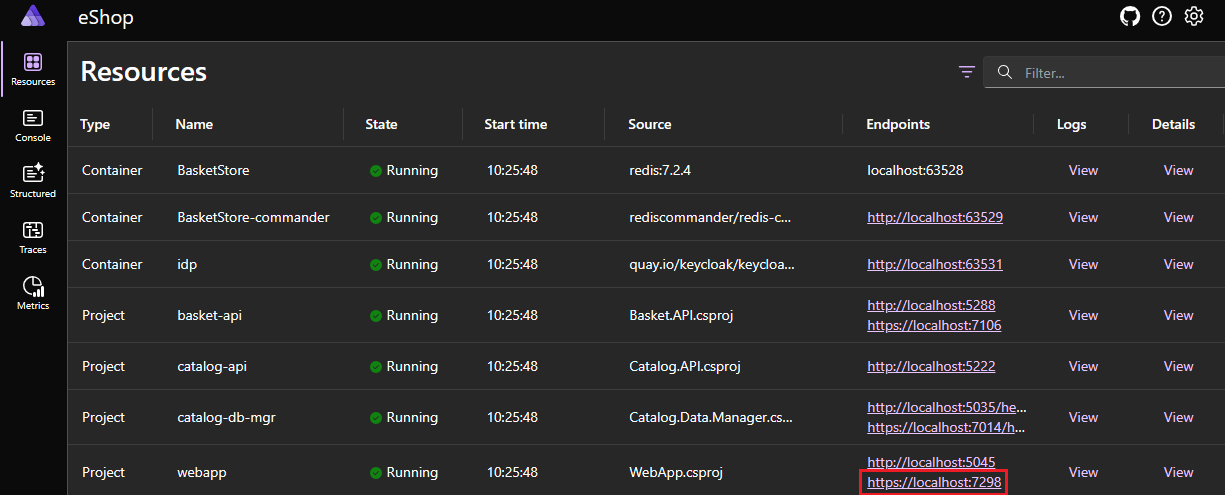 eShop
Resources
Console
Structured
Traces
Metrics
Resources
Filter...
Type Name State Start time Source Endpoints Logs Details
Container BasketStore Running 10:25:48 redis:7.2.4 localhost:63528 View View
Container BasketStore-commander Running 10:25:48 rediscommander/redis-c... http://localhost:63529 View View
Container idp Running 10:25:48 quay.io/keycloak/keycloa... http://localhost:63531 View View
Project basket-api Running 10:25:48 Basket.API.csproj http://localhost:5288 View View
https://localhost:7106
Project catalog-api Running 10:25:48 Catalog.API.csproj http://localhost:5222 View View
Project catalog-db-mgr Running 10:25:48 Catalog.Data.Manager.cs... http://localhost:5035/he... View View
https://localhost:7014/h...
Project webapp Running 10:25:48 WebApp.csproj http://localhost:5045 View View
https://localhost:7298